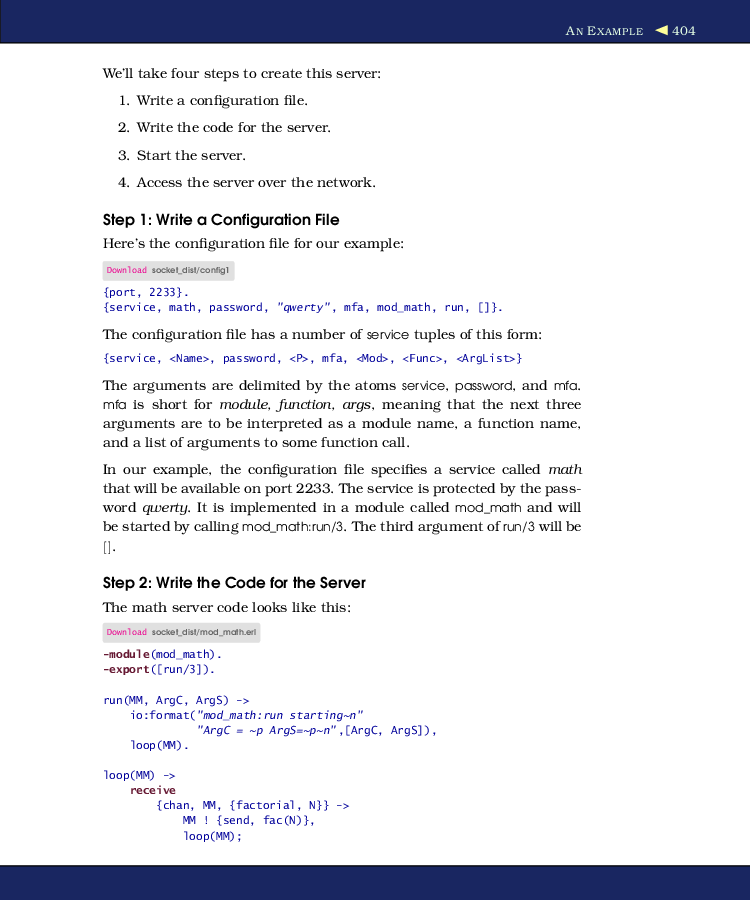 AN EXAMPLE ◀ 404
We'll take four steps to create this server:
1. Write a configuration file.
2. Write the code for the server.
3. Start the server.
4. Access the server over the network.
Step 1: Write a Configuration File
Here's the configuration file for our example:
Download socket_dist/config1
{port, 2233}.
{service, math, password, "qwerty", mfa, mod_math, run, []}.
The configuration file has a number of service tuples of this form:
{service, <Name>, password, <P>, mfa, <Mod>, <Func>, <ArgList>}
The arguments are delimited by the atoms service, password, and mfa.
mfa is short for module, function, args, meaning that the next three
arguments are to be interpreted as a module name, a function name,
and a list of arguments to some function call.
In our example, the configuration file specifies a service called math
that will be available on port 2233. The service is protected by the pass-
word qwerty. It is implemented in a module called mod_math and will
be started by calling mod_math:run/3. The third argument of run/3 will be
[].
Step 2: Write the Code for the Server
The math server code looks like this:
Download socket_dist/mod_math.erl
-module(mod_math).
-export([run/3]).
run(MM, ArgC, ArgS) ->
io:format("mod_math:run starting~n"
"ArgC = ~p ArgS=~p~n",[ArgC, ArgS]),
loop(MM).
loop(MM) ->
receive
{chan, MM, {factorial, N}} ->
MM ! {send, fac(N)},
loop(MM);